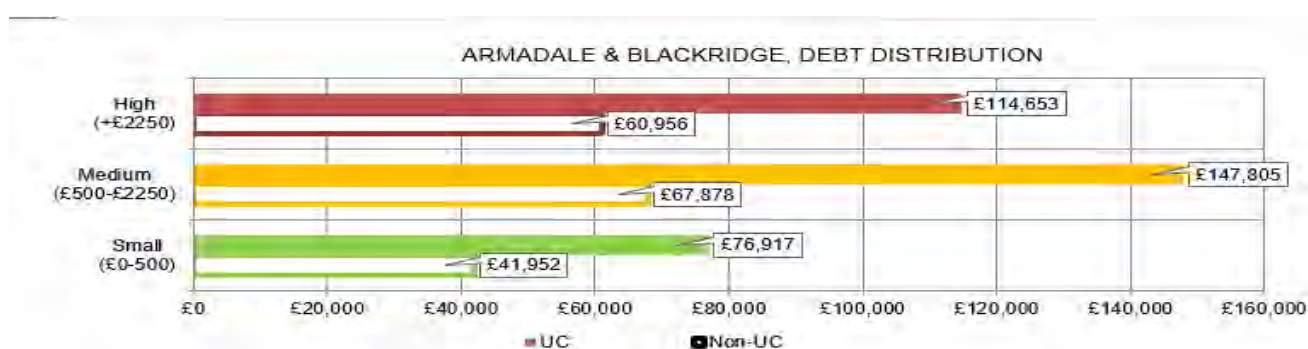 ARMADALE & BLACKRIDGE, DEBT DISTRIBUTION
High
(+£2250)
£114,653
£60,956
Medium
(£500-£2250)
£147,805
£67,878
Small
(£0-500)
£76,917
£41,952
£0 £20,000 £40,000 £60,000 £80,000 £100,000 £120,000 £140,000 £160,000
UC Non-UC